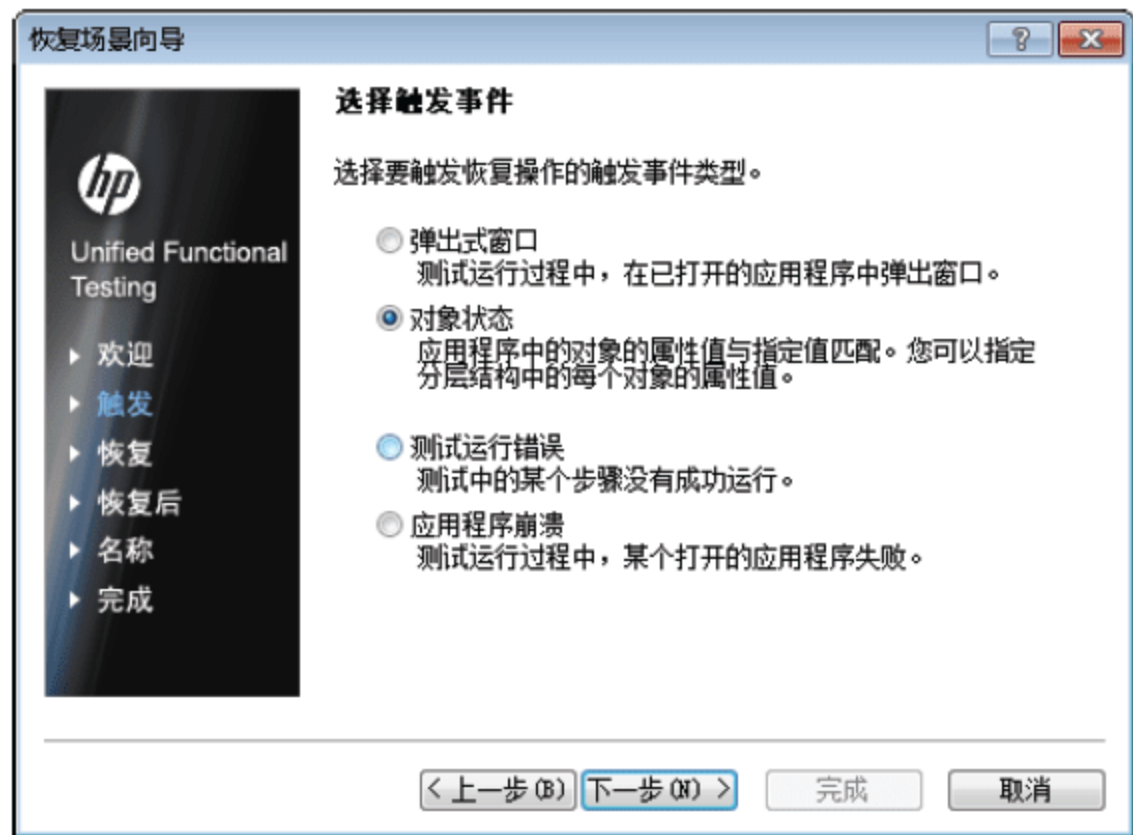 恢复场景向导
?
选择触发事件
选择要触发恢复操作的触发事件类型。
hp
Unified Functional
Testing
欢迎
触发
恢复
恢复后
名称
完成
弹出式窗口
测试运行过程中，在已打开的应用程序中弹出窗口。
对象状态
应用程序中的对象的属性值与指定值匹配。您可以指定
分层结构中的每个对象的属性值。
测试运行错误
测试中的某个步骤没有成功运行。
应用程序崩溃
测试运行过程中，某个打开的应用程序失败。
< 上一步(B)
下一步(N) >
完成
取消